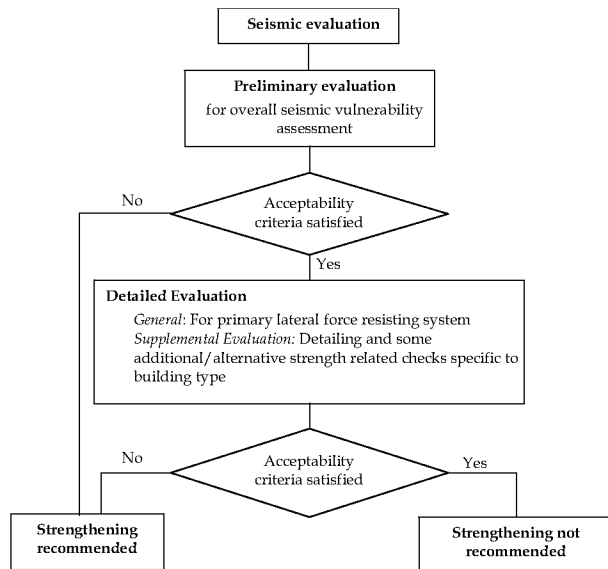 Seismic evaluation
Preliminary evaluation
for overall seismic vulnerability
assessment
No
Acceptability
criteria satisfied
Yes
Detailed Evaluation
General: For primary lateral force resisting system
Supplemental Evaluation: Detailing and some
additional/alternative strength related checks specific to
building type
No
Acceptability
criteria satisfied
Yes
Strengthening
recommended
Strengthening not
recommended